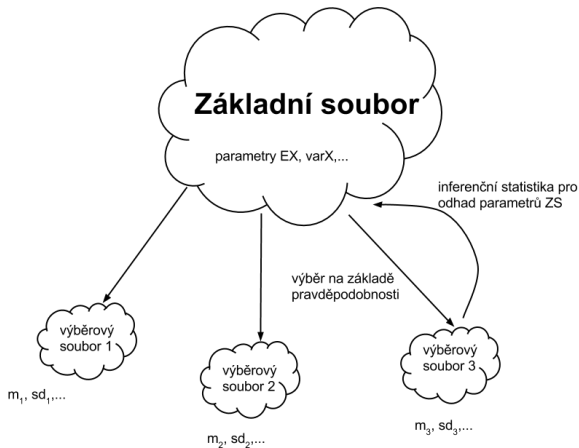 Základní soubor
parametry EX, varX,...
inferenční statistika pro
odhad parametrů ZS
výběr na základě
pravděpodobnosti
výběrový
soubor 1
výběrový
soubor 2
výběrový
soubor 3
m₁, sd₁,...
m₂, sd₂,...
m₃, sd₃,...